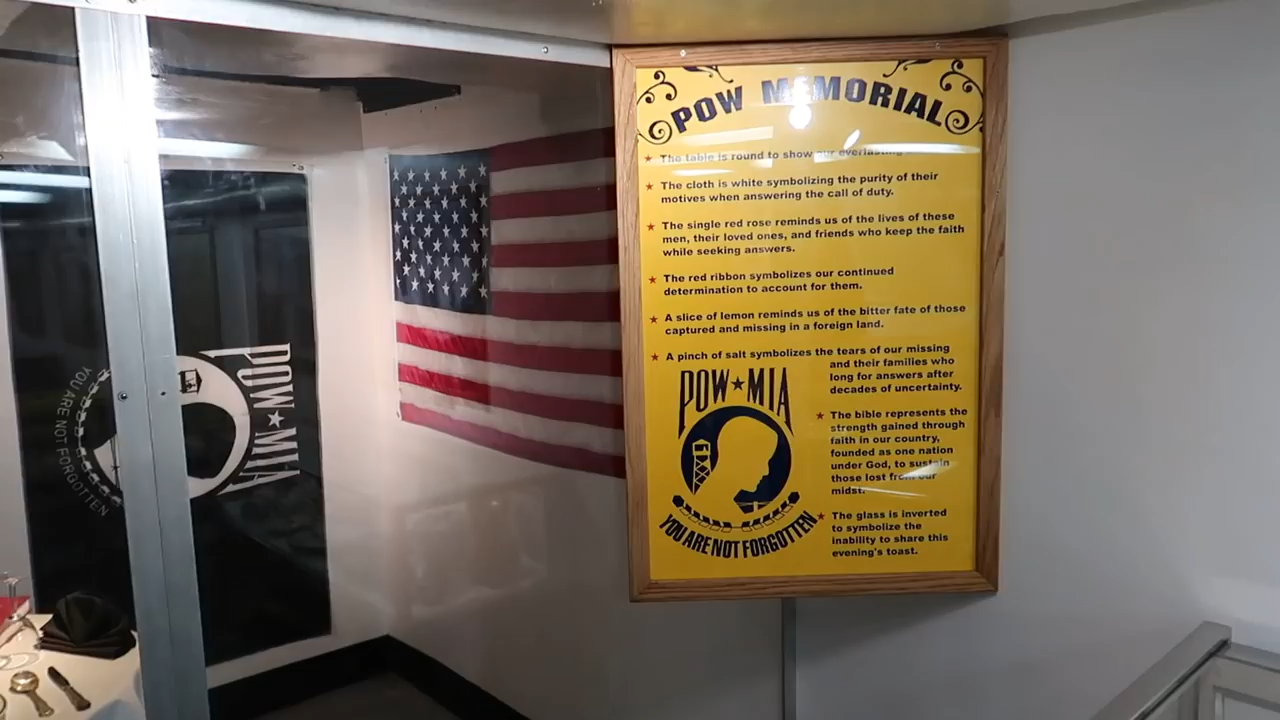 POW MEMORIAL
The table is round to show our everlasting
The cloth is white symbolizing the purity of their
motives when answering the call of duty.
The single red rose reminds us of the lives of these
men, their loved ones, and friends who keep the faith
while seeking answers.
The red ribbon symbolizes our continued
determination to account for them.
A slice of lemon reminds us of the bitter fate of those
captured and missing in a foreign land.
A pinch of salt symbolizes the tears of our missing
and their families who
long for answers after
decades of uncertainty.
The bible represents the
strength gained through
faith in our country,
founded as one nation
under God, to sustain
those lost from our
midst.
The glass is inverted
to symbolize the
inability to share this
evening's toast.
POW★MIA
YOU ARE NOT FORGOTTEN
POW★MIA
YOU ARE NOT FORGOTTEN